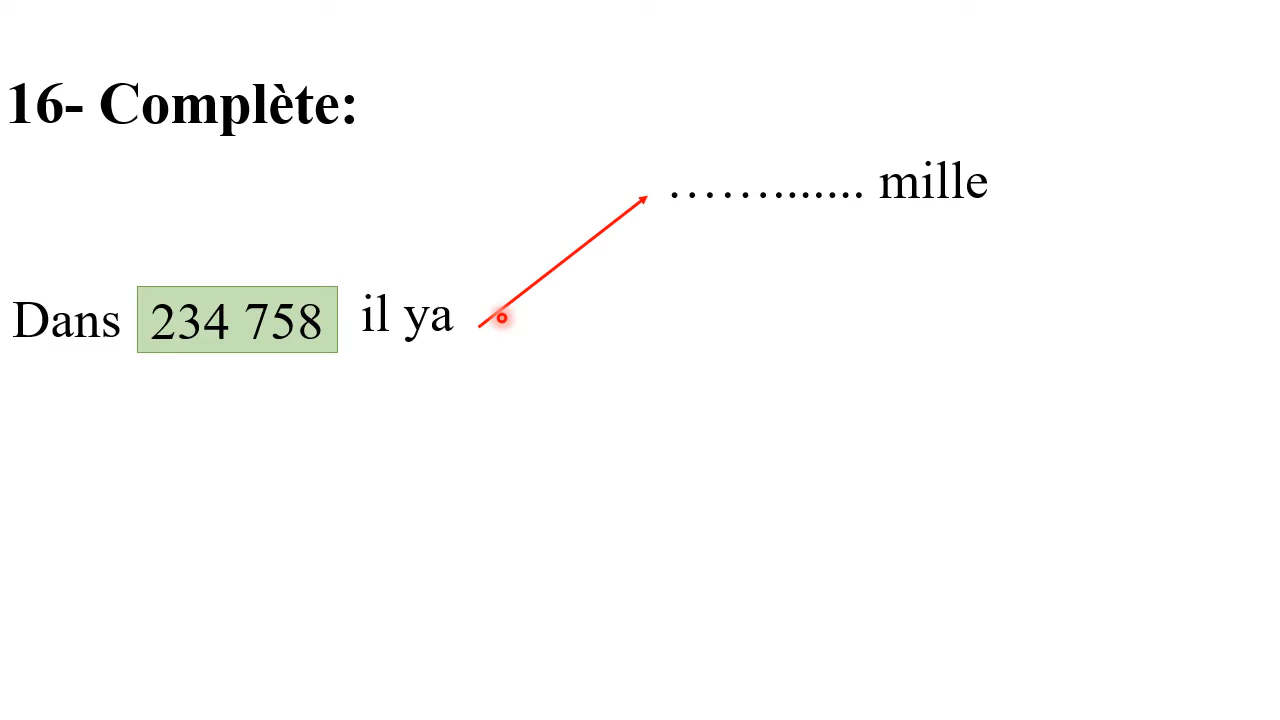 16- Complète:
……....... mille
Dans 234 758 il ya